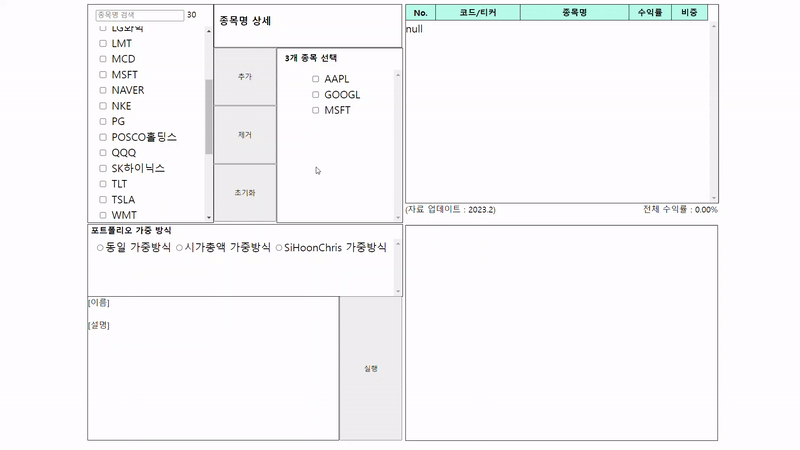 종목명 검색 30
LG화학
LMT
MCD
MSFT
NAVER
NKE
PG
POSCO홀딩스
QQQ
SK하이닉스
TLT
TSLA
WMT
종목명 상세
추가
제거
초기화
3개 종목 선택
AAPL
GOOGL
MSFT
포트폴리오 가중 방식
동일 가중방식 시가총액 가중방식 SiHoonChris 가중방식
[이름]
[설명]
실행
No. 코드/티커 종목명 수익률 비중
null
(자료 업데이트 : 2023.2) 전체 수익률 : 0.00%